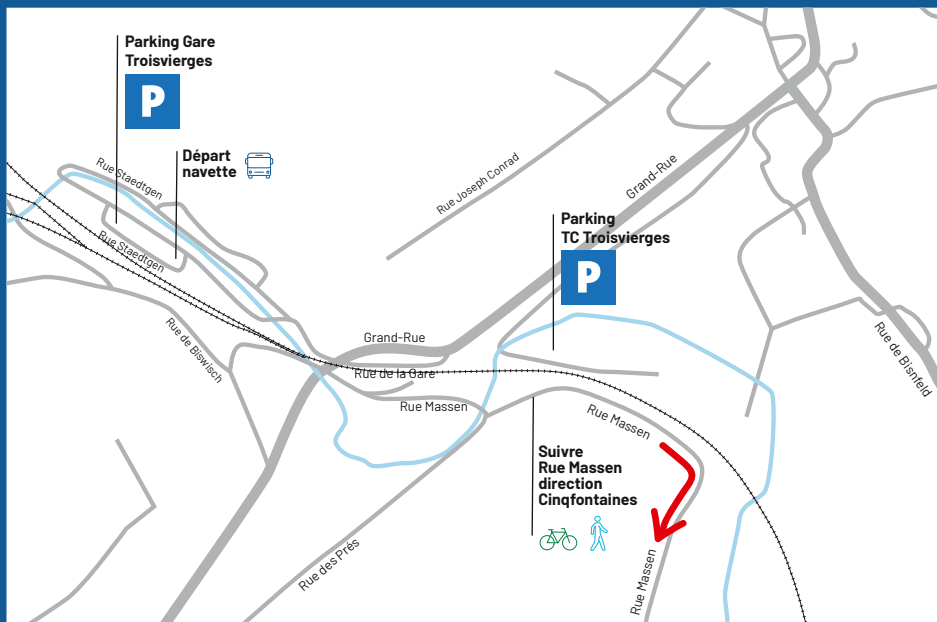 Parking Gare
Troisvierges
P
Départ
navette
Rue Staedtgen
Rue Staedtgen
Rue de Biswisch
Rue Joseph Conrad
Grand-Rue
Parking
TC Troisvierges
P
Grand-Rue
Rue de la Gare
Rue Massen
Rue Massen
Rue de Bisnfeld
Suivre
Rue Massen
direction
Cinqfontaines
Rue des Prés
Rue Massen